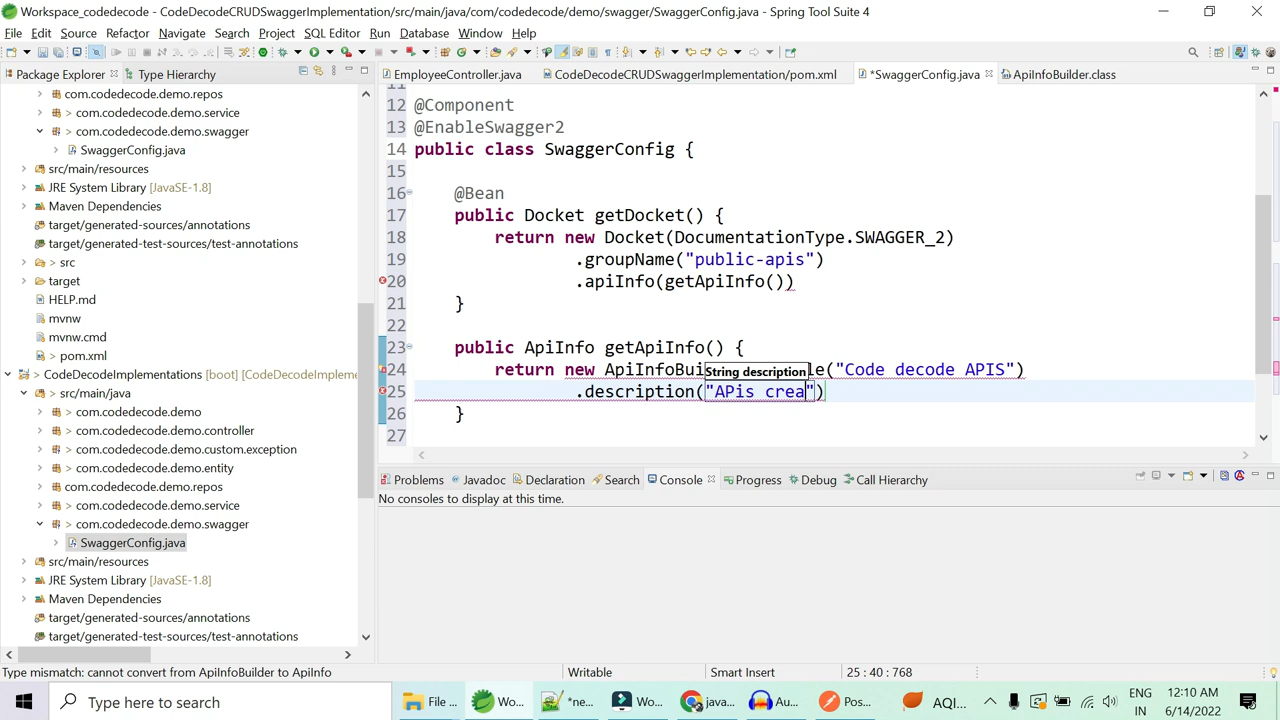 Workspace_codedecode - CodeDecodeCRUDSwaggerImplementation/src/main/java/com/codedecode/demo/swagger/SwaggerConfig.java - Spring Tool Suite 4
File Edit Source Refactor Navigate Search Project SQL Editor Run Database Window Help
Package Explorer Type Hierarchy
EmployeeController.java CodeDecodeCRUDSwaggerImplementation/pom.xml *SwaggerConfig.java ApiInfoBuilder.class
com.codedecode.demo.repos
> com.codedecode.demo.service
> com.codedecode.demo.swagger
> SwaggerConfig.java
src/main/resources
JRE System Library [JavaSE-1.8]
Maven Dependencies
target/generated-sources/annotations
target/generated-test-sources/test-annotations
> src
target
HELP.md
mvnw
mvnw.cmd
> pom.xml
> CodeDecodeImplementations [boot] [CodeDecodeImpleme
> src/main/java
> com.codedecode.demo
> com.codedecode.demo.controller
> com.codedecode.demo.custom.exception
> com.codedecode.demo.entity
com.codedecode.demo.repos
> com.codedecode.demo.service
> com.codedecode.demo.swagger
> SwaggerConfig.java
src/main/resources
JRE System Library [JavaSE-1.8]
Maven Dependencies
target/generated-sources/annotations
target/generated-test-sources/test-annotations
11
12 @Component
13 @EnableSwagger2
14 public class SwaggerConfig {
15
16 @Bean
17 public Docket getDocket() {
18 return new Docket(DocumentationType.SWAGGER_2)
19 .groupName("public-apis")
20 .apiInfo(getApiInfo())
21 }
22
23 public ApiInfo getApiInfo() {
24 return new ApiInfoBui String description le("Code decode APIS")
25 .description("APis crea")
26 }
27
Problems Javadoc Declaration Search Console Progress Debug Call Hierarchy
No consoles to display at this time.
Type mismatch: cannot convert from ApiInfoBuilder to ApiInfo Writable Smart Insert 25 : 40 : 768
Type here to search
File ... Wo... *ne... Wo... java... Au... Pos... AQI...
ENG
IN
12:10 AM
6/14/2022